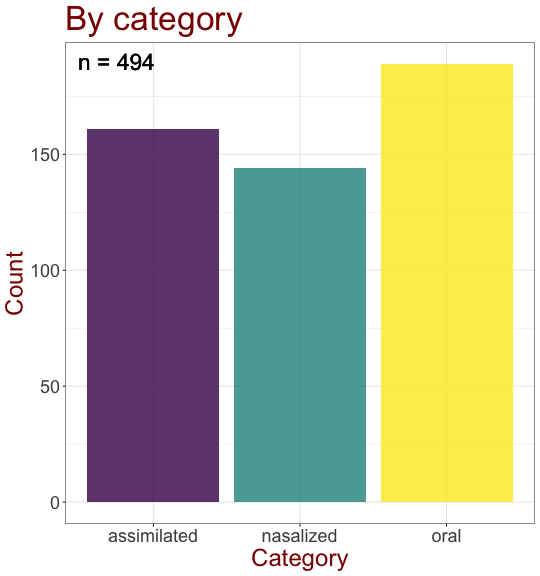 By category
n = 494
150
100
50
0
Count
assimilated nasalized oral
Category